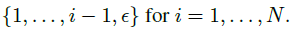 {1, . . . , i − 1, ϵ} for i = 1, . . . , N.